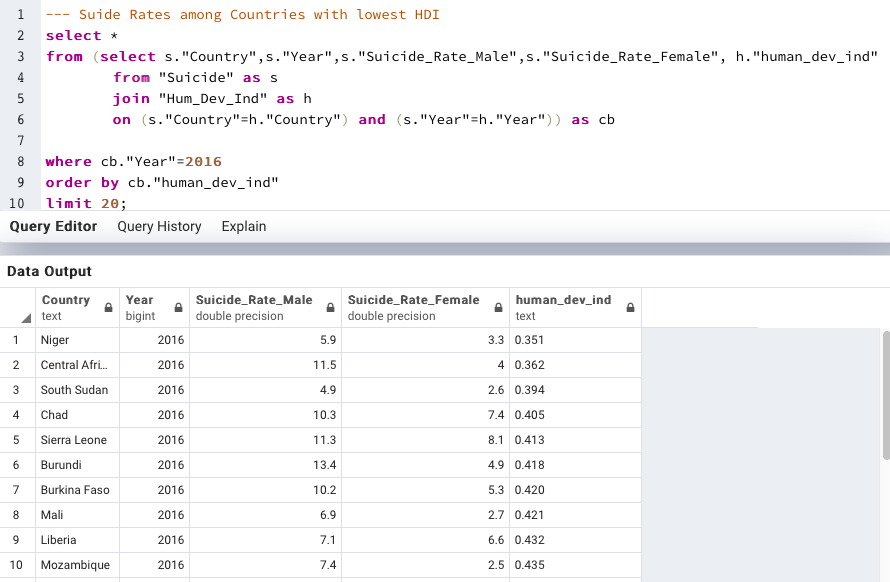 1 --- Suide Rates among Countries with lowest HDI
2 select *
3 from (select s."Country",s."Year",s."Suicide_Rate_Male",s."Suicide_Rate_Female", h."human_dev_ind"
4 from "Suicide" as s
5 join "Hum_Dev_Ind" as h
6 on (s."Country"=h."Country") and (s."Year"=h."Year")) as cb
7
8 where cb."Year"=2016
9 order by cb."human_dev_ind"
10 limit 20;
Query Editor Query History Explain
Data Output
Country Year Suicide_Rate_Male Suicide_Rate_Female human_dev_ind
text bigint double precision double precision text
1 Niger 2016 5.9 3.3 0.351
2 Central Afri... 2016 11.5 4 0.362
3 South Sudan 2016 4.9 2.6 0.394
4 Chad 2016 10.3 7.4 0.405
5 Sierra Leone 2016 11.3 8.1 0.413
6 Burundi 2016 13.4 4.9 0.418
7 Burkina Faso 2016 10.2 5.3 0.420
8 Mali 2016 6.9 2.7 0.421
9 Liberia 2016 7.1 6.6 0.432
10 Mozambique 2016 7.4 2.5 0.435